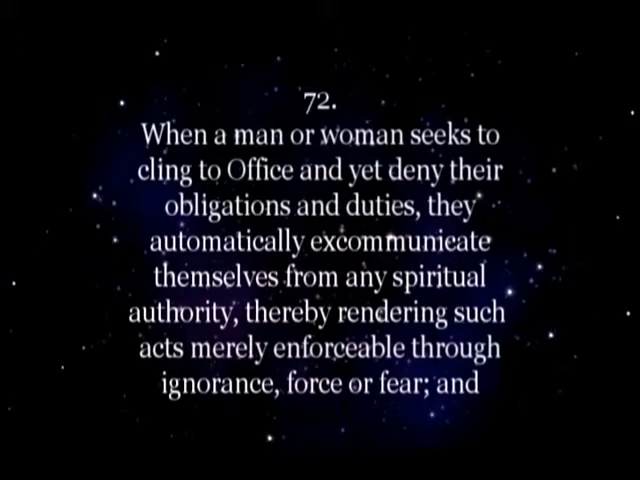 72.
When a man or woman seeks to
cling to Office and yet deny their
obligations and duties, they
automatically excommunicate
themselves from any spiritual
authority, thereby rendering such
acts merely enforceable through
ignorance, force or fear; and